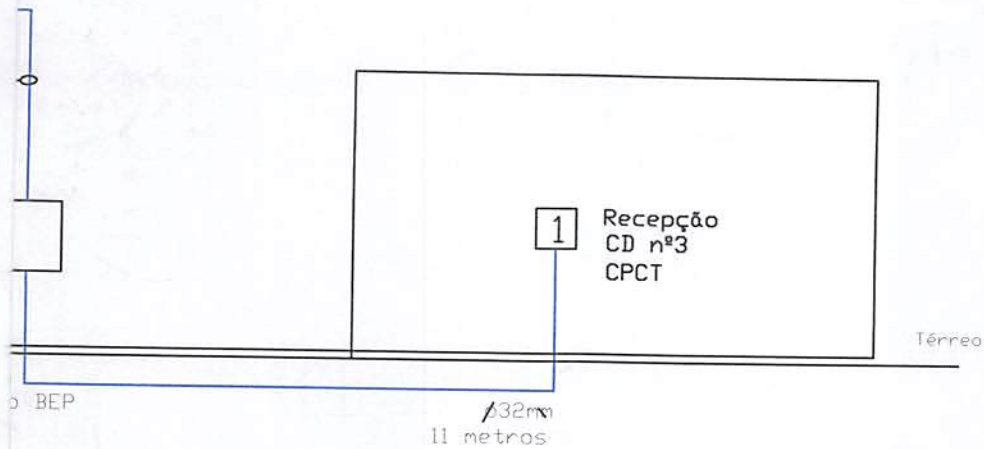 1
Recepção
CD nº3
CPCT
Térreo
BEP
ø32mm
11 metros